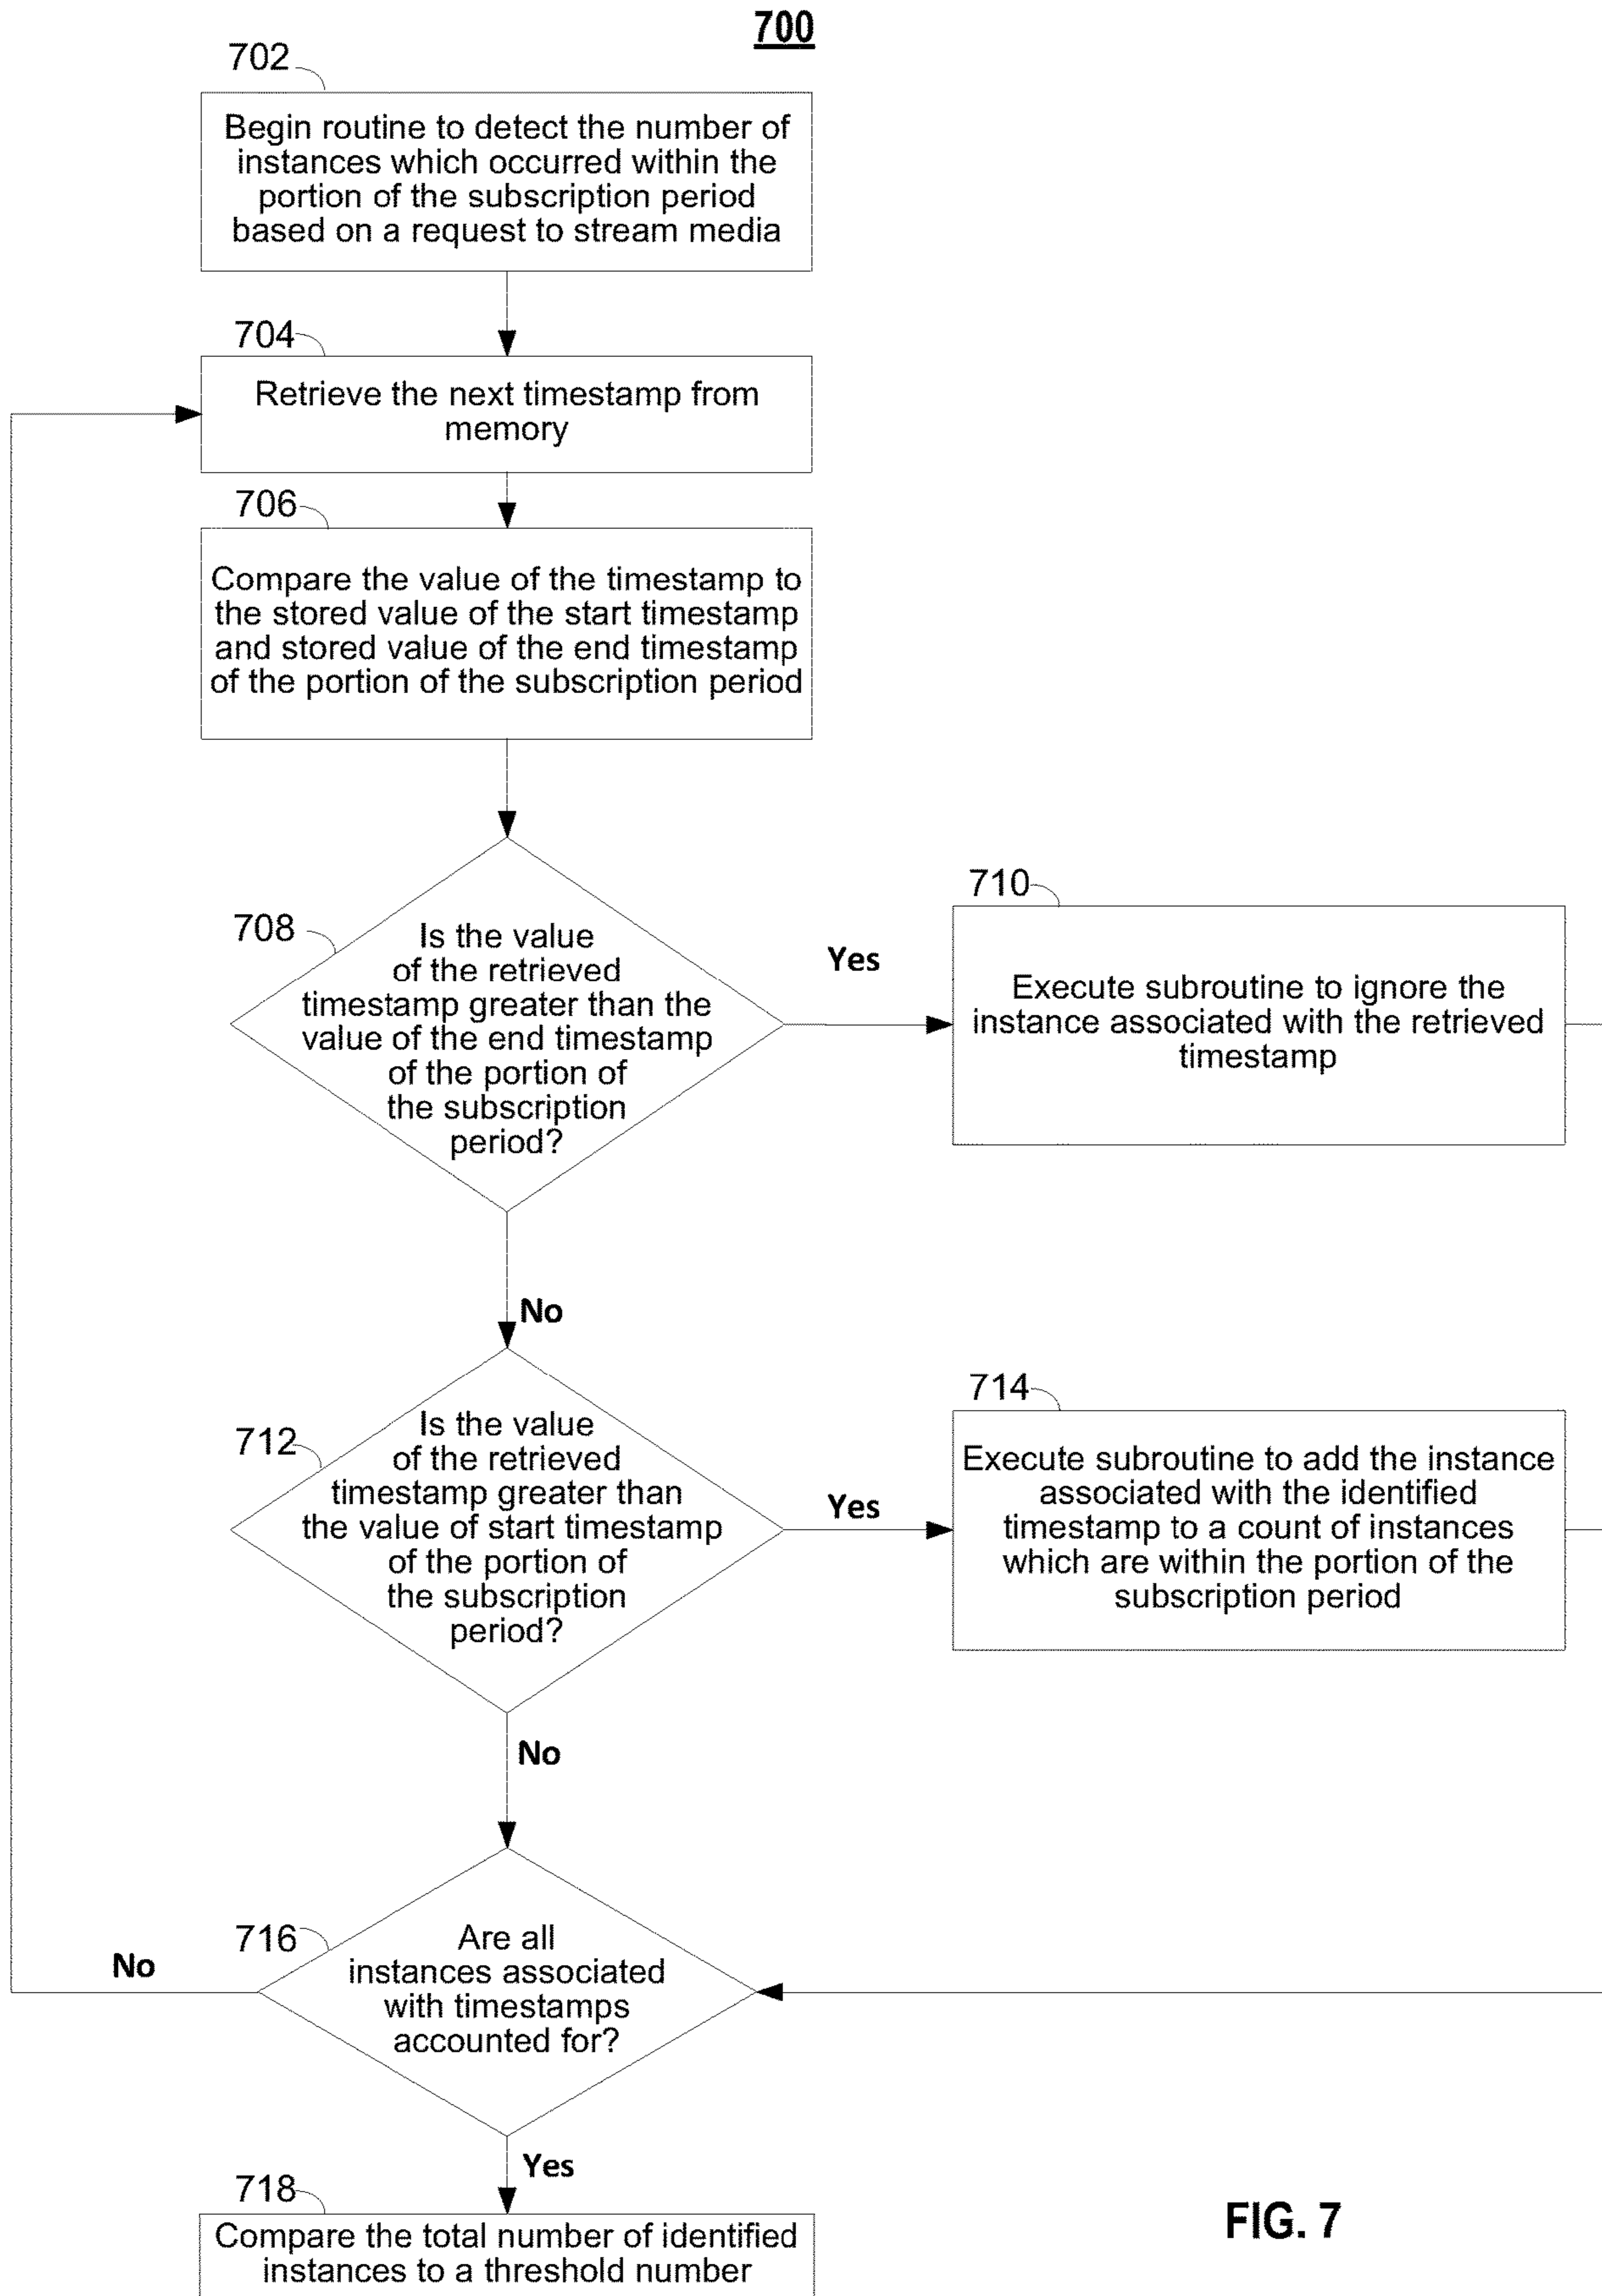 700
702
Begin routine to detect the number of
instances which occurred within the
portion of the subscription period
based on a request to stream media
704
Retrieve the next timestamp from
memory
706
Compare the value of the timestamp to
the stored value of the start timestamp
and stored value of the end timestamp
of the portion of the subscription period
708
Is the value
of the retrieved
timestamp greater than the
value of the end timestamp
of the portion of
the subscription
period?
Yes
710
Execute subroutine to ignore the
instance associated with the retrieved
timestamp
No
712
Is the value
of the retrieved
timestamp greater than
the value of start timestamp
of the portion of
the subscription
period?
Yes
714
Execute subroutine to add the instance
associated with the identified
timestamp to a count of instances
which are within the portion of the
subscription period
No
716
Are all
instances associated
with timestamps
accounted for?
No
Yes
718
Compare the total number of identified
instances to a threshold number
FIG. 7